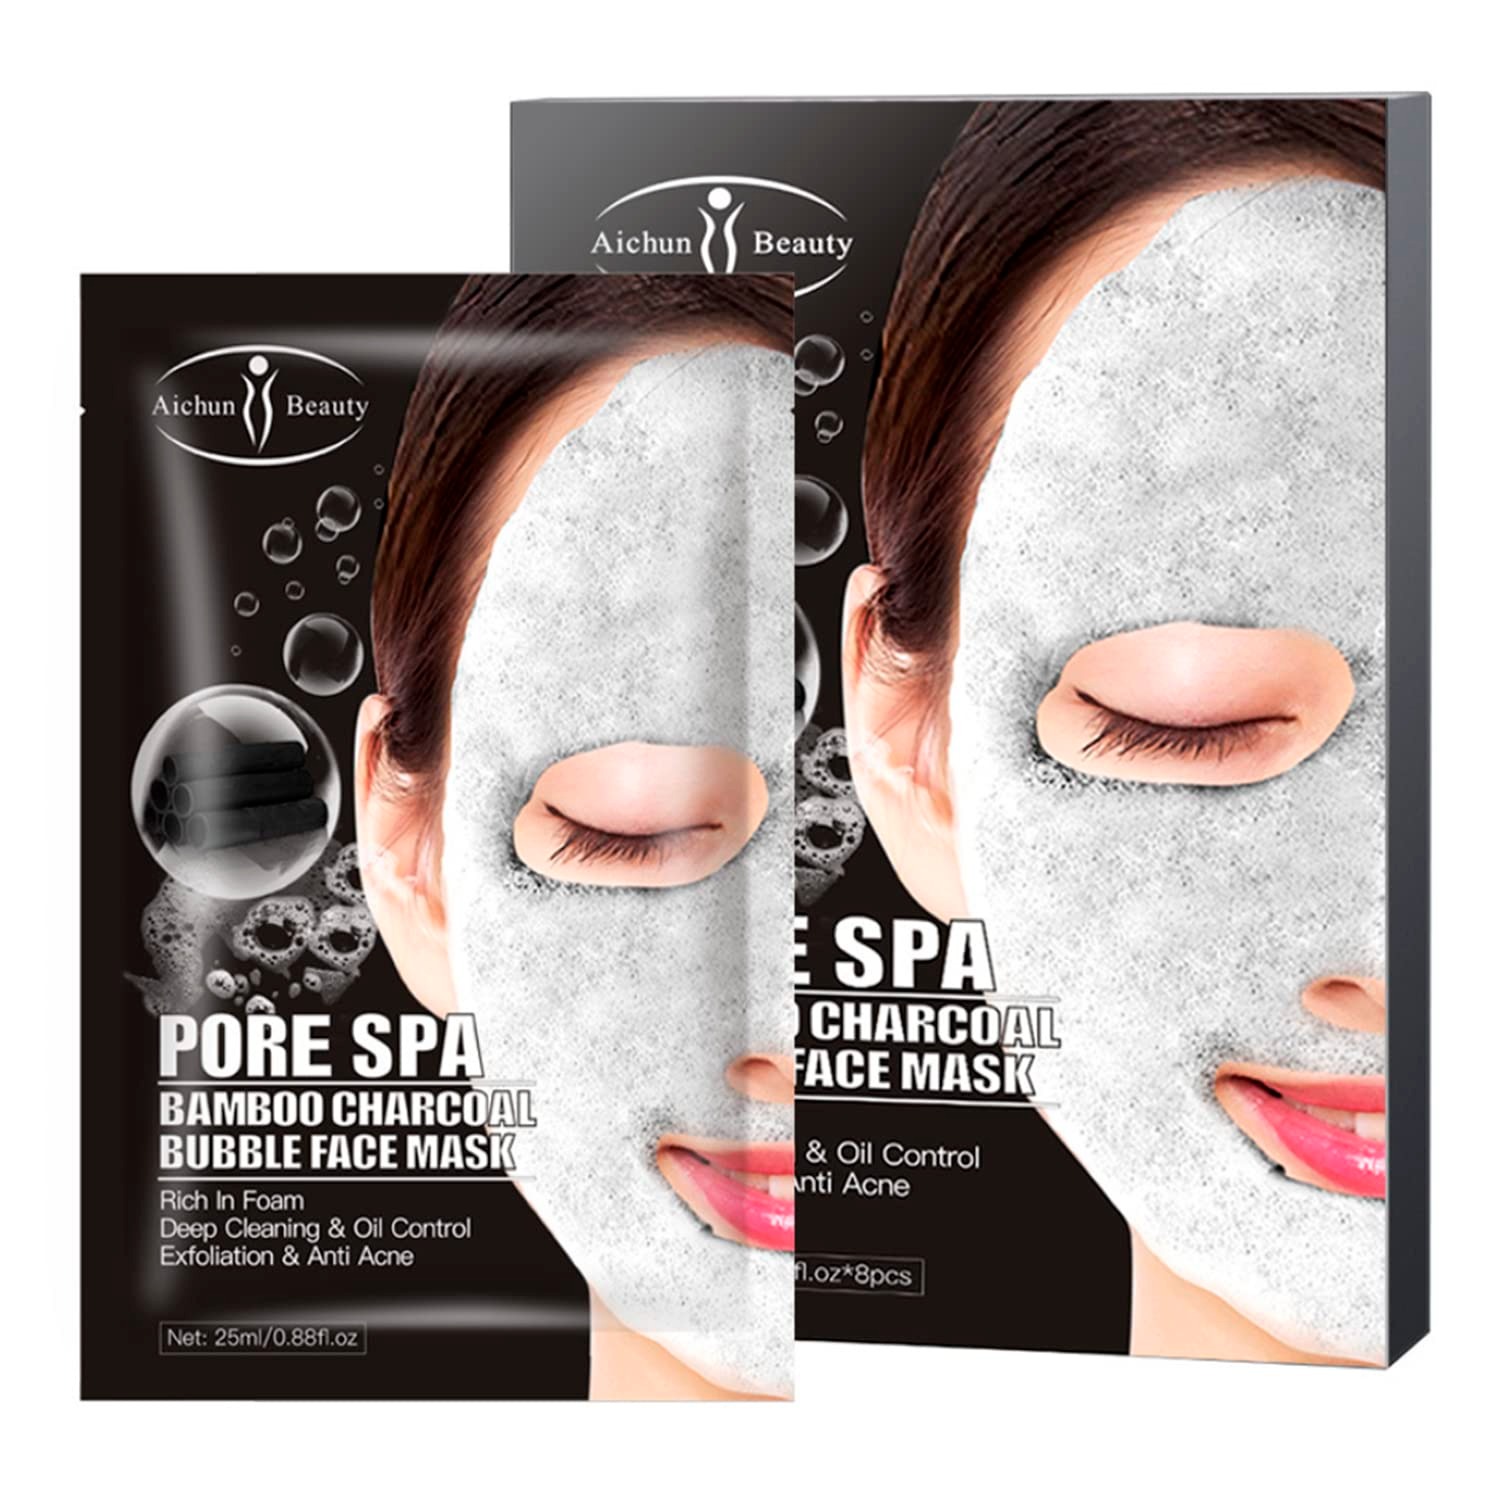 Aichun Beauty
Aichun Beauty
PORE SPA
BAMBOO CHARCOAL
BUBBLE FACE MASK
Rich In Foam
Deep Cleaning & Oil Control
Exfoliation & Anti Acne
Net: 25ml/0.88fl.oz
SPA
CHARCOAL
FACE MASK
& Oil Control
Anti Acne
fl.oz*8pcs